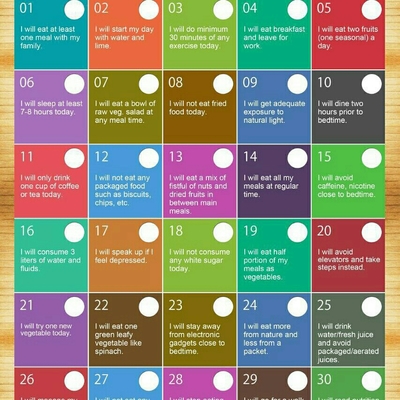 01
I will eat at
least one
meal with my
family.
02
I will start my
day with
water and
lime.
03
I will do minimum
30 minutes of any
exercise today.
04
I will eat
breakfast and
leave for
work.
05
I will eat two fruits
(one seasonal) a
day.
06
I will sleep at least
7-8 hours today.
07
I will eat a bowl of
raw veg. salad at
any meal time.
08
I will not eat fried
food today.
09
I will get adequate
exposure to
natural light.
10
I will dine two
hours prior to
bedtime.
11
I will only drink
one cup of coffee
or tea today.
12
I will not eat any
packaged food
such as biscuits,
chips, etc.
13
I will eat a mix of
fistful of nuts and
dried fruits in
between main
meals.
14
I will eat all my
meals at regular
time.
15
I will avoid
caffeine, nicotine
close to bedtime.
16
I will consume 3
liters of water and
fluids.
17
I will speak up if I
feel depressed.
18
I will not consume
any white sugar
today.
19
I will eat half
portion of my
meals as
vegetables.
20
I will avoid
elevators and take
steps instead.
21
I will try one new
vegetable today.
22
I will eat one
green leafy
vegetable like
spinach.
23
I will stay away
from electronic
gadgets close to
bedtime.
24
I will eat more
from nature and
less from a
packet.
25
I will drink
water/fresh juice
and avoid
packaged/aerated
juices.
26
27
28
29
30